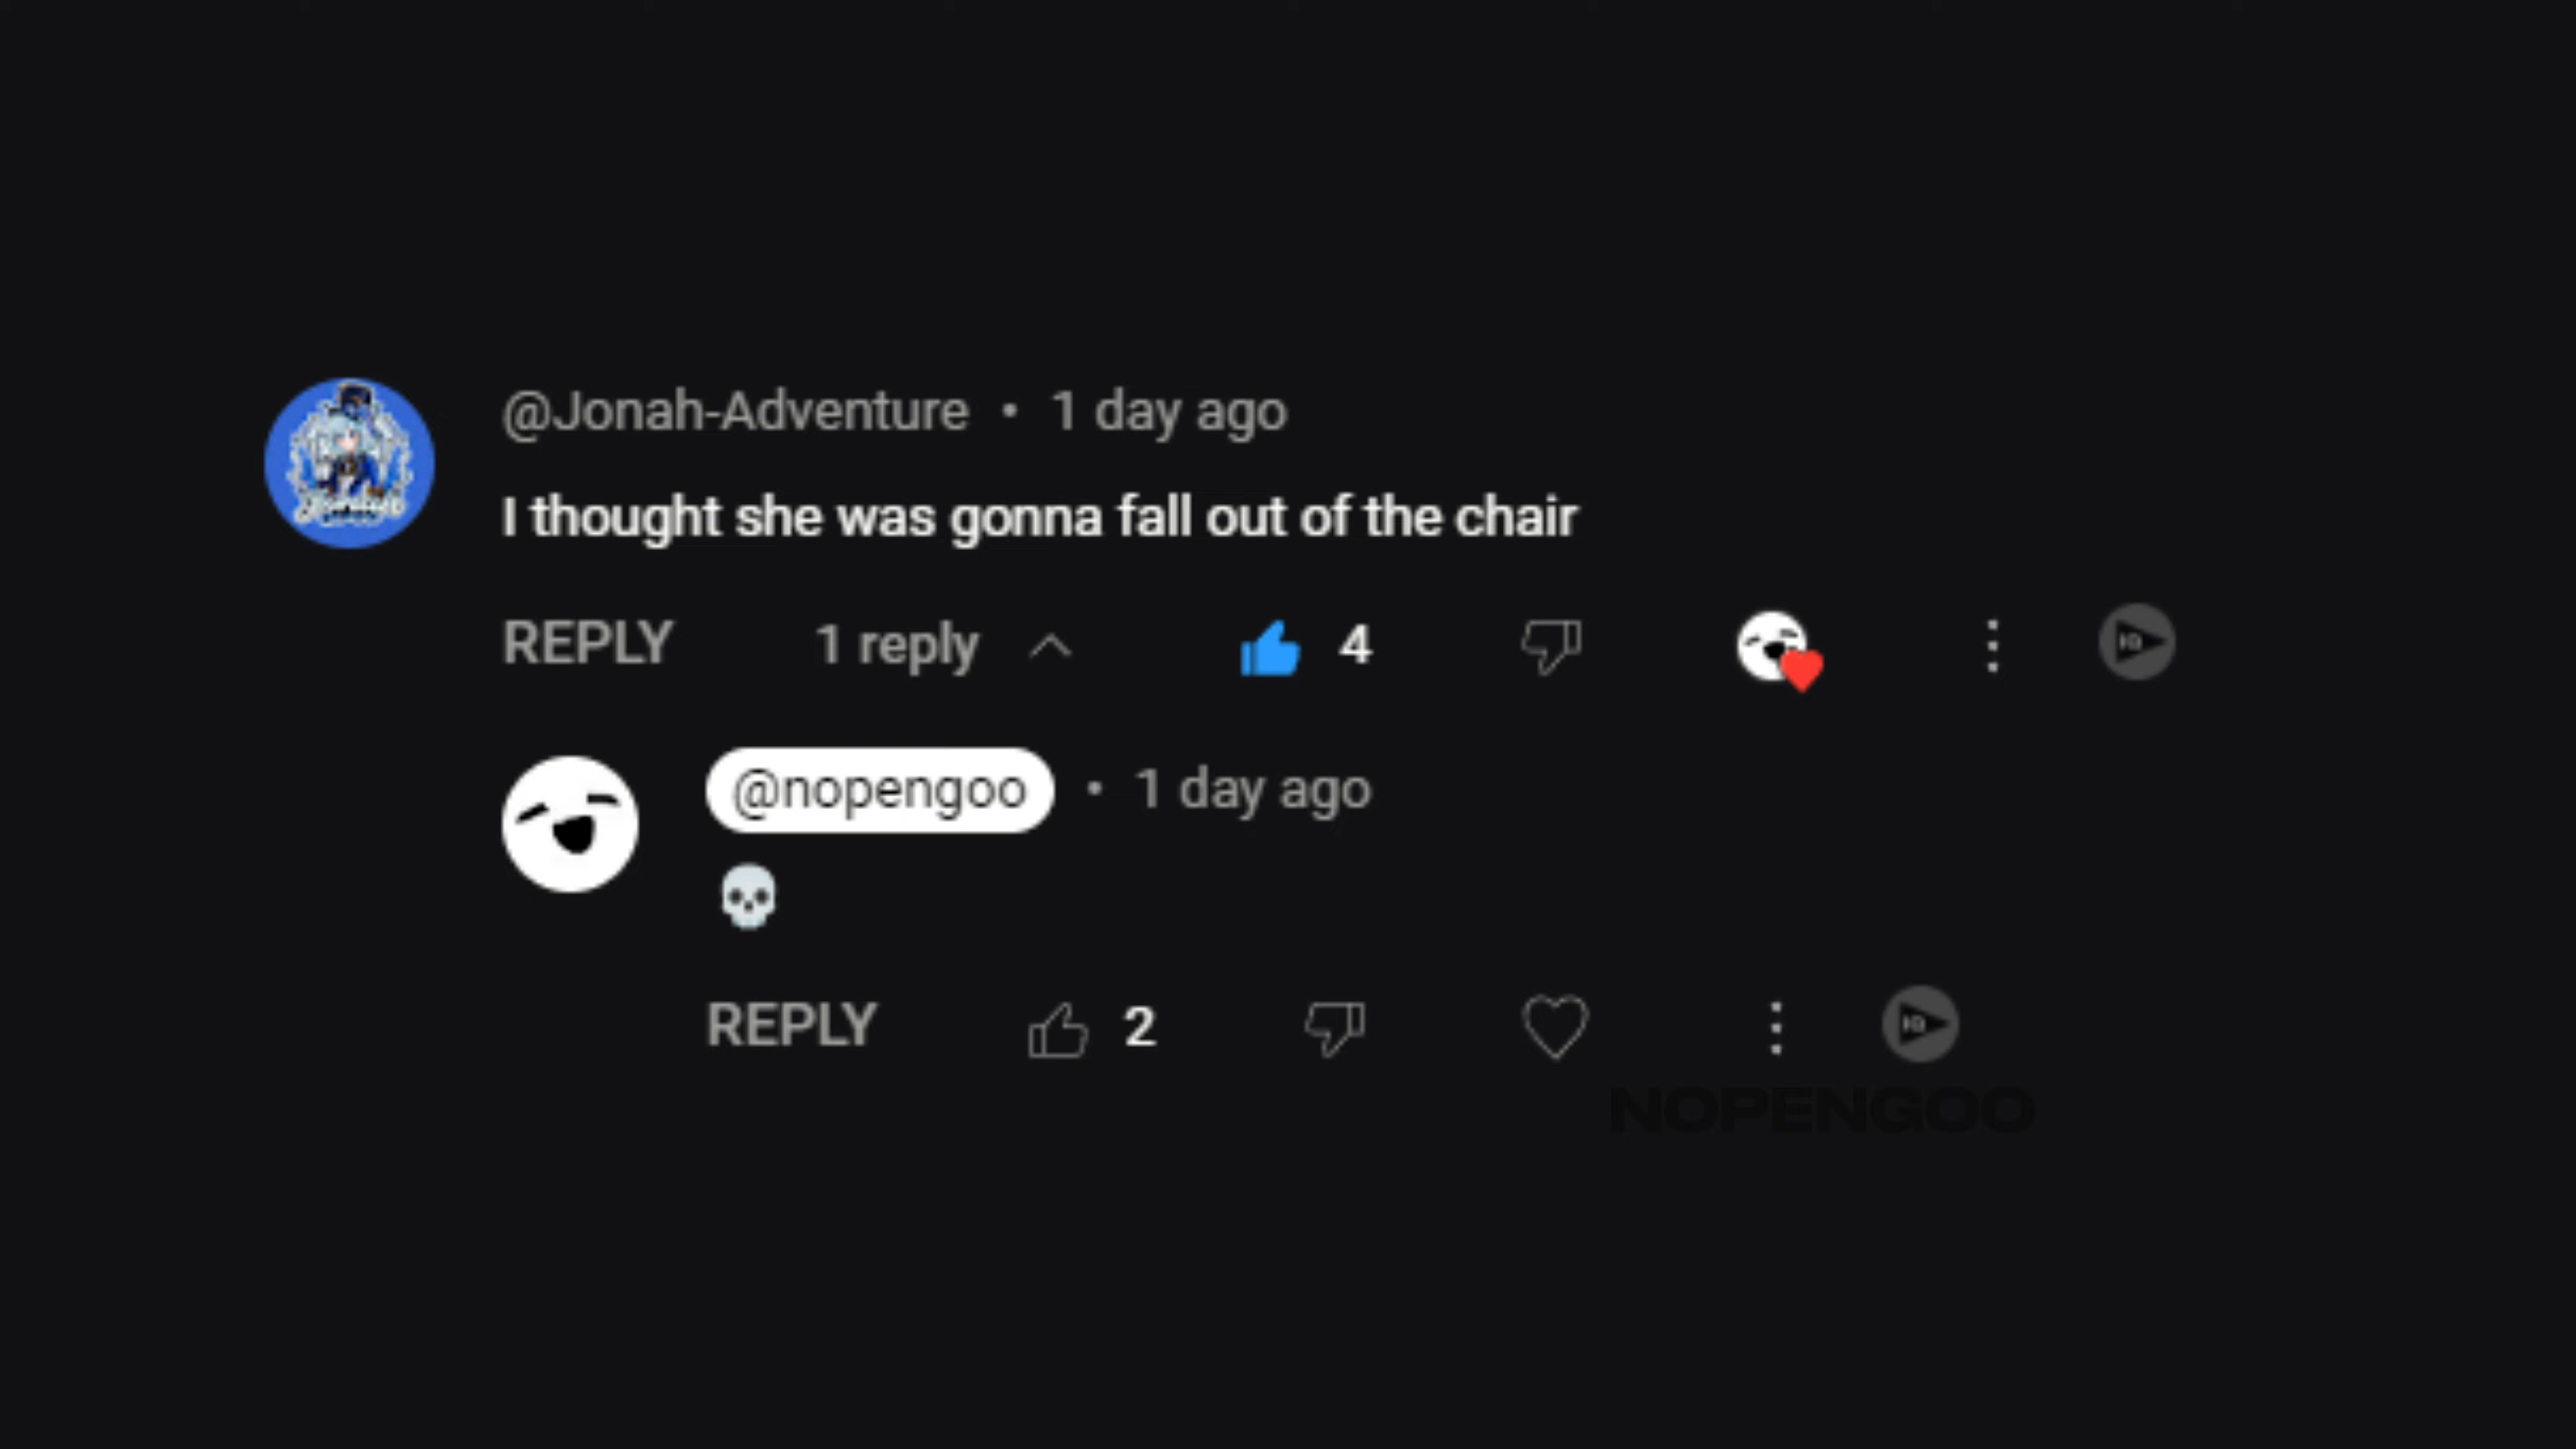 @Jonah-Adventure • 1 day ago
I thought she was gonna fall out of the chair
REPLY 1 reply 4
@nopengoo • 1 day ago
💀
REPLY 2
NOPENGOO